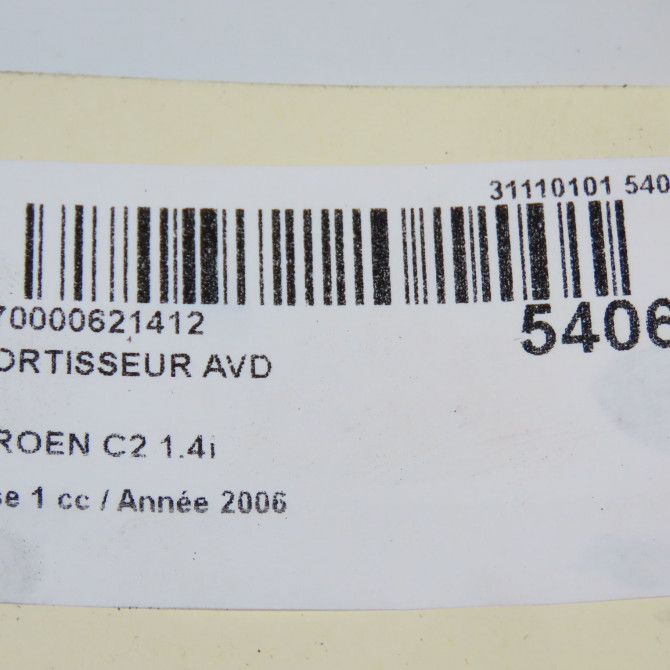 31110101 540
70000621412
5406
ORTISSEUR AVD
ROEN C2 1.4i
se 1 cc / Année 2006